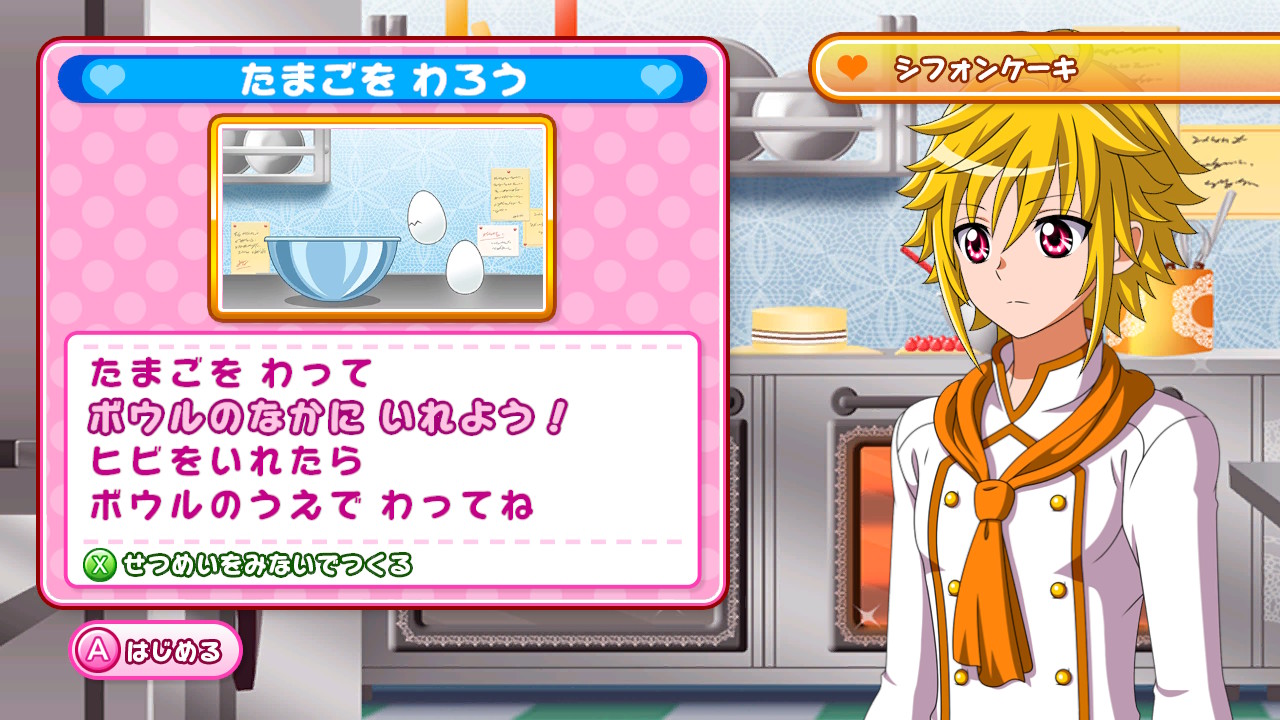 たまごを わろう
シフォンケーキ
たまごを わって
ボウルのなかに いれよう！
ヒビをいれたら
ボウルのうえで わってね
X せつめいをみないでつくる
A はじめる